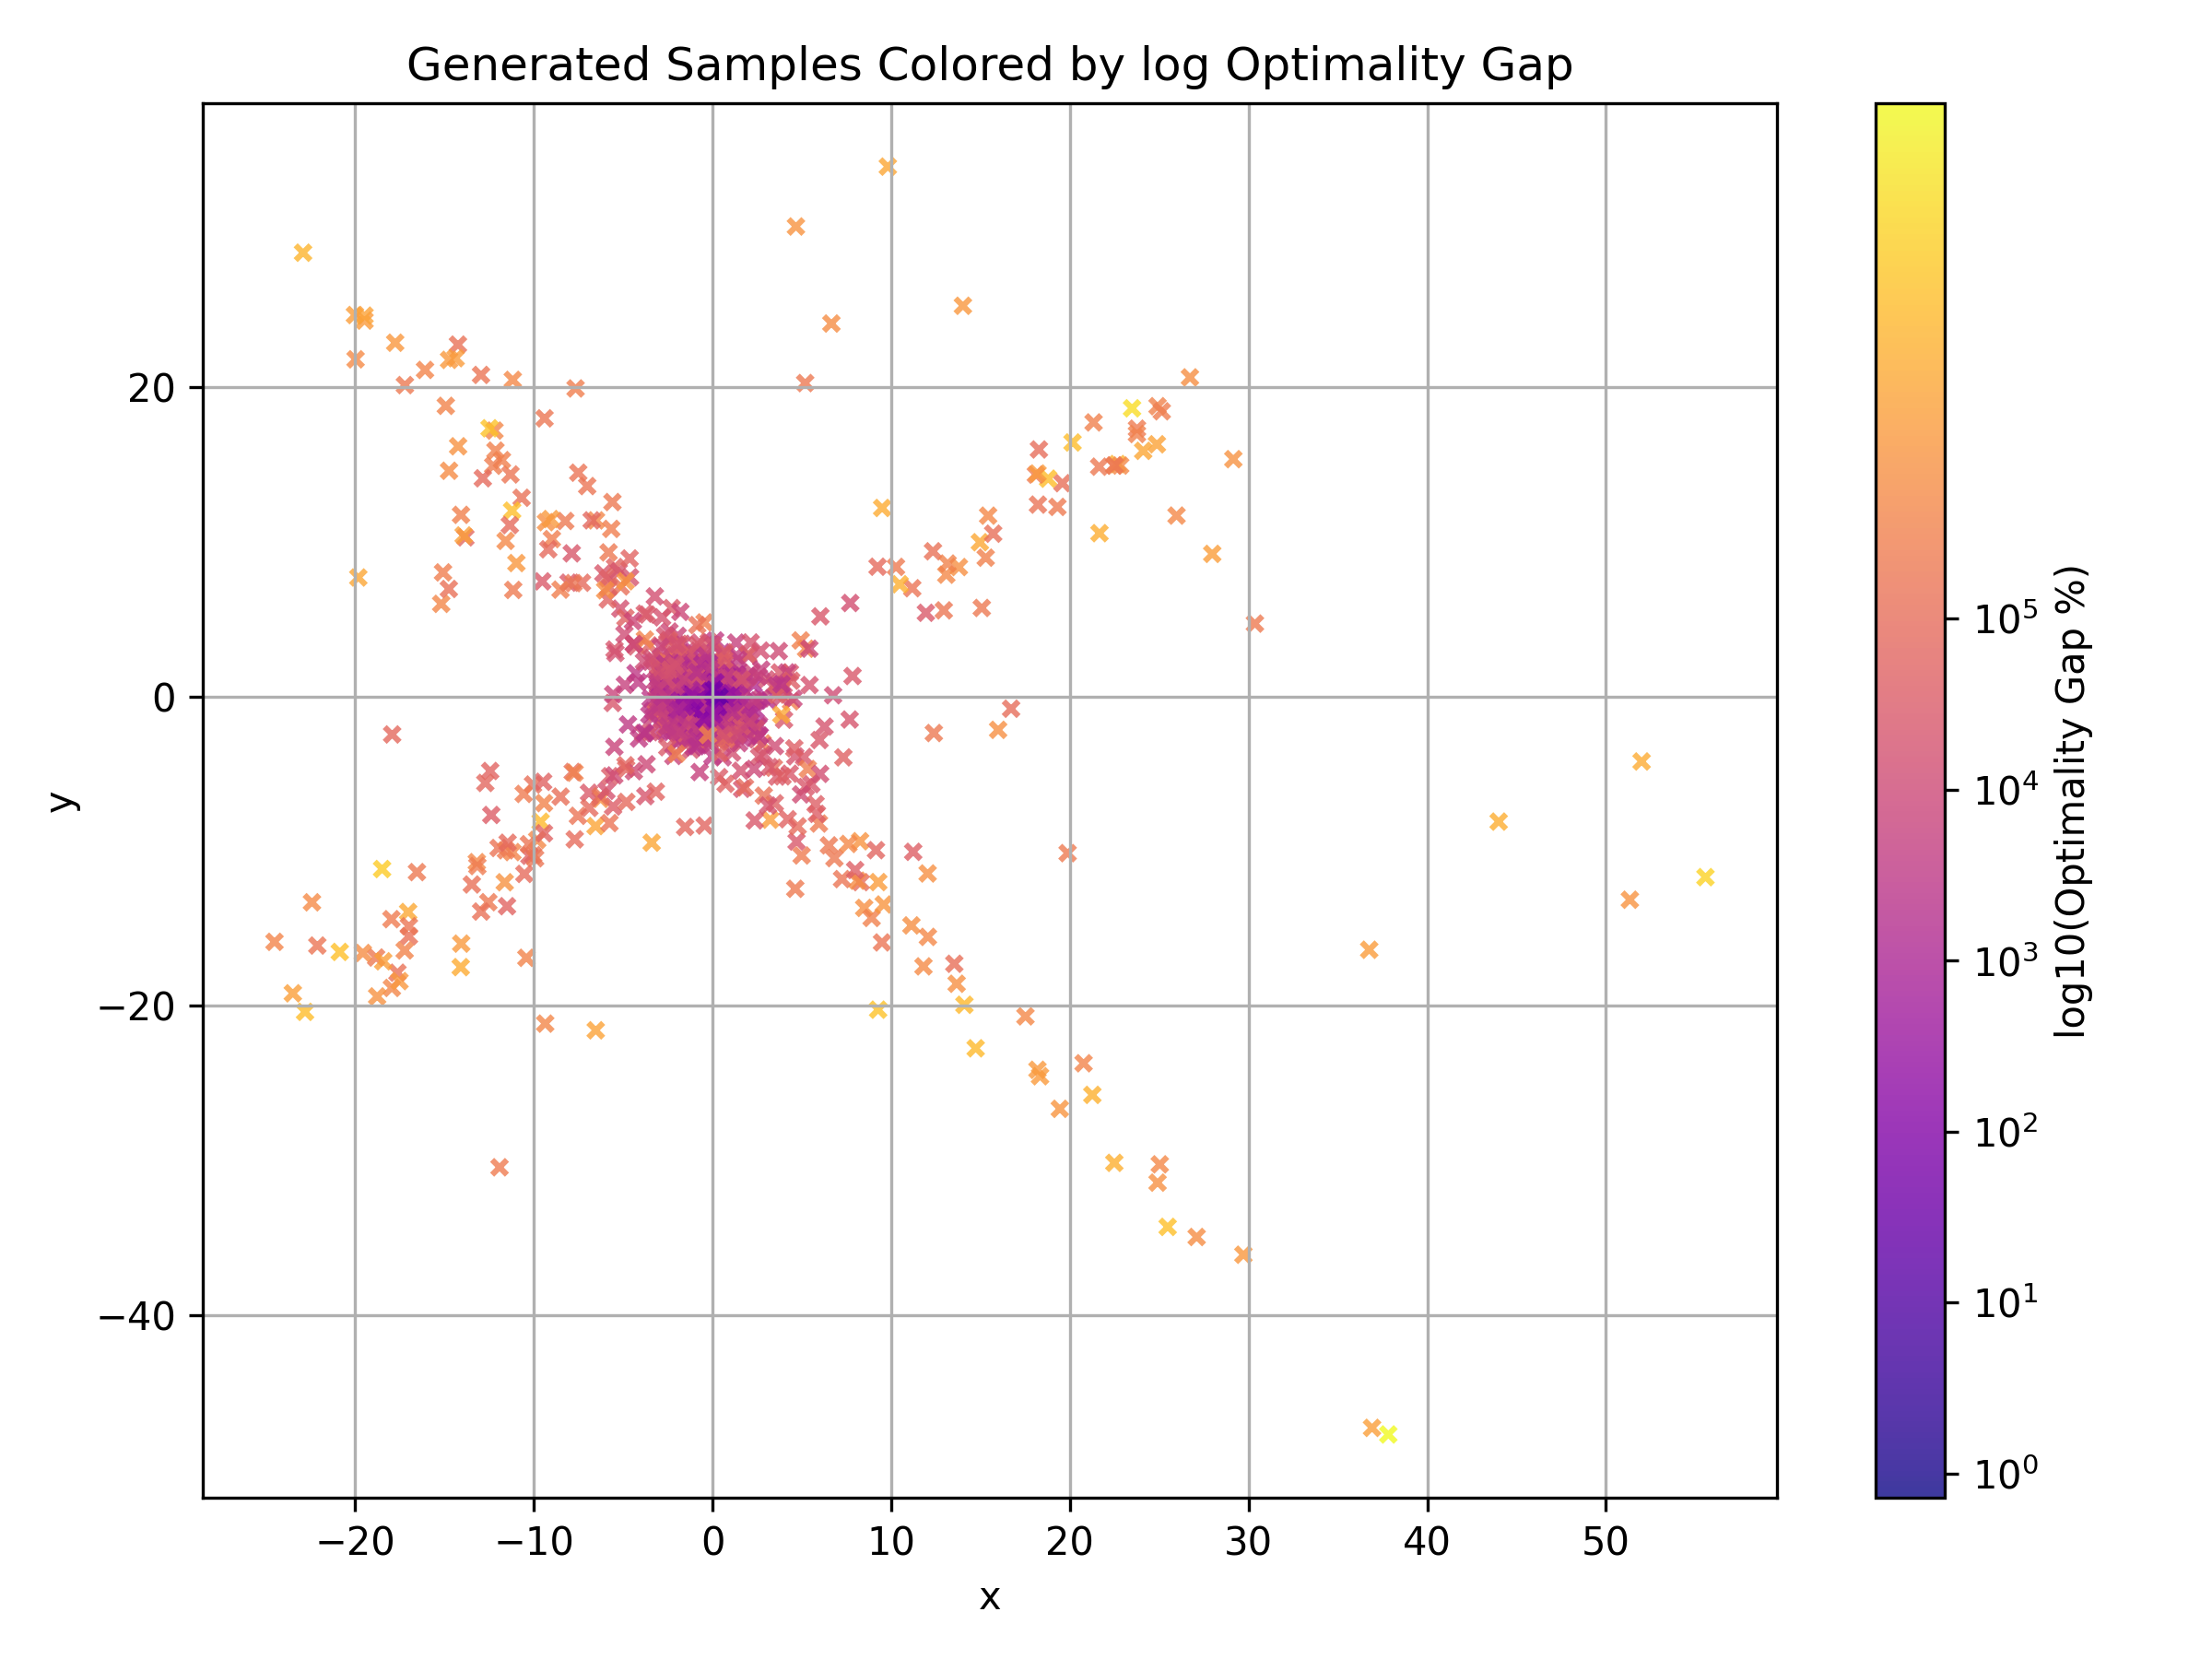 Generated Samples Colored by log Optimality Gap
20
0
−20
−40
y
−20 −10 0 10 20 30 40 50
x
10^5
10^4
10^3
10^2
10^1
10^0
log10(Optimality Gap %)